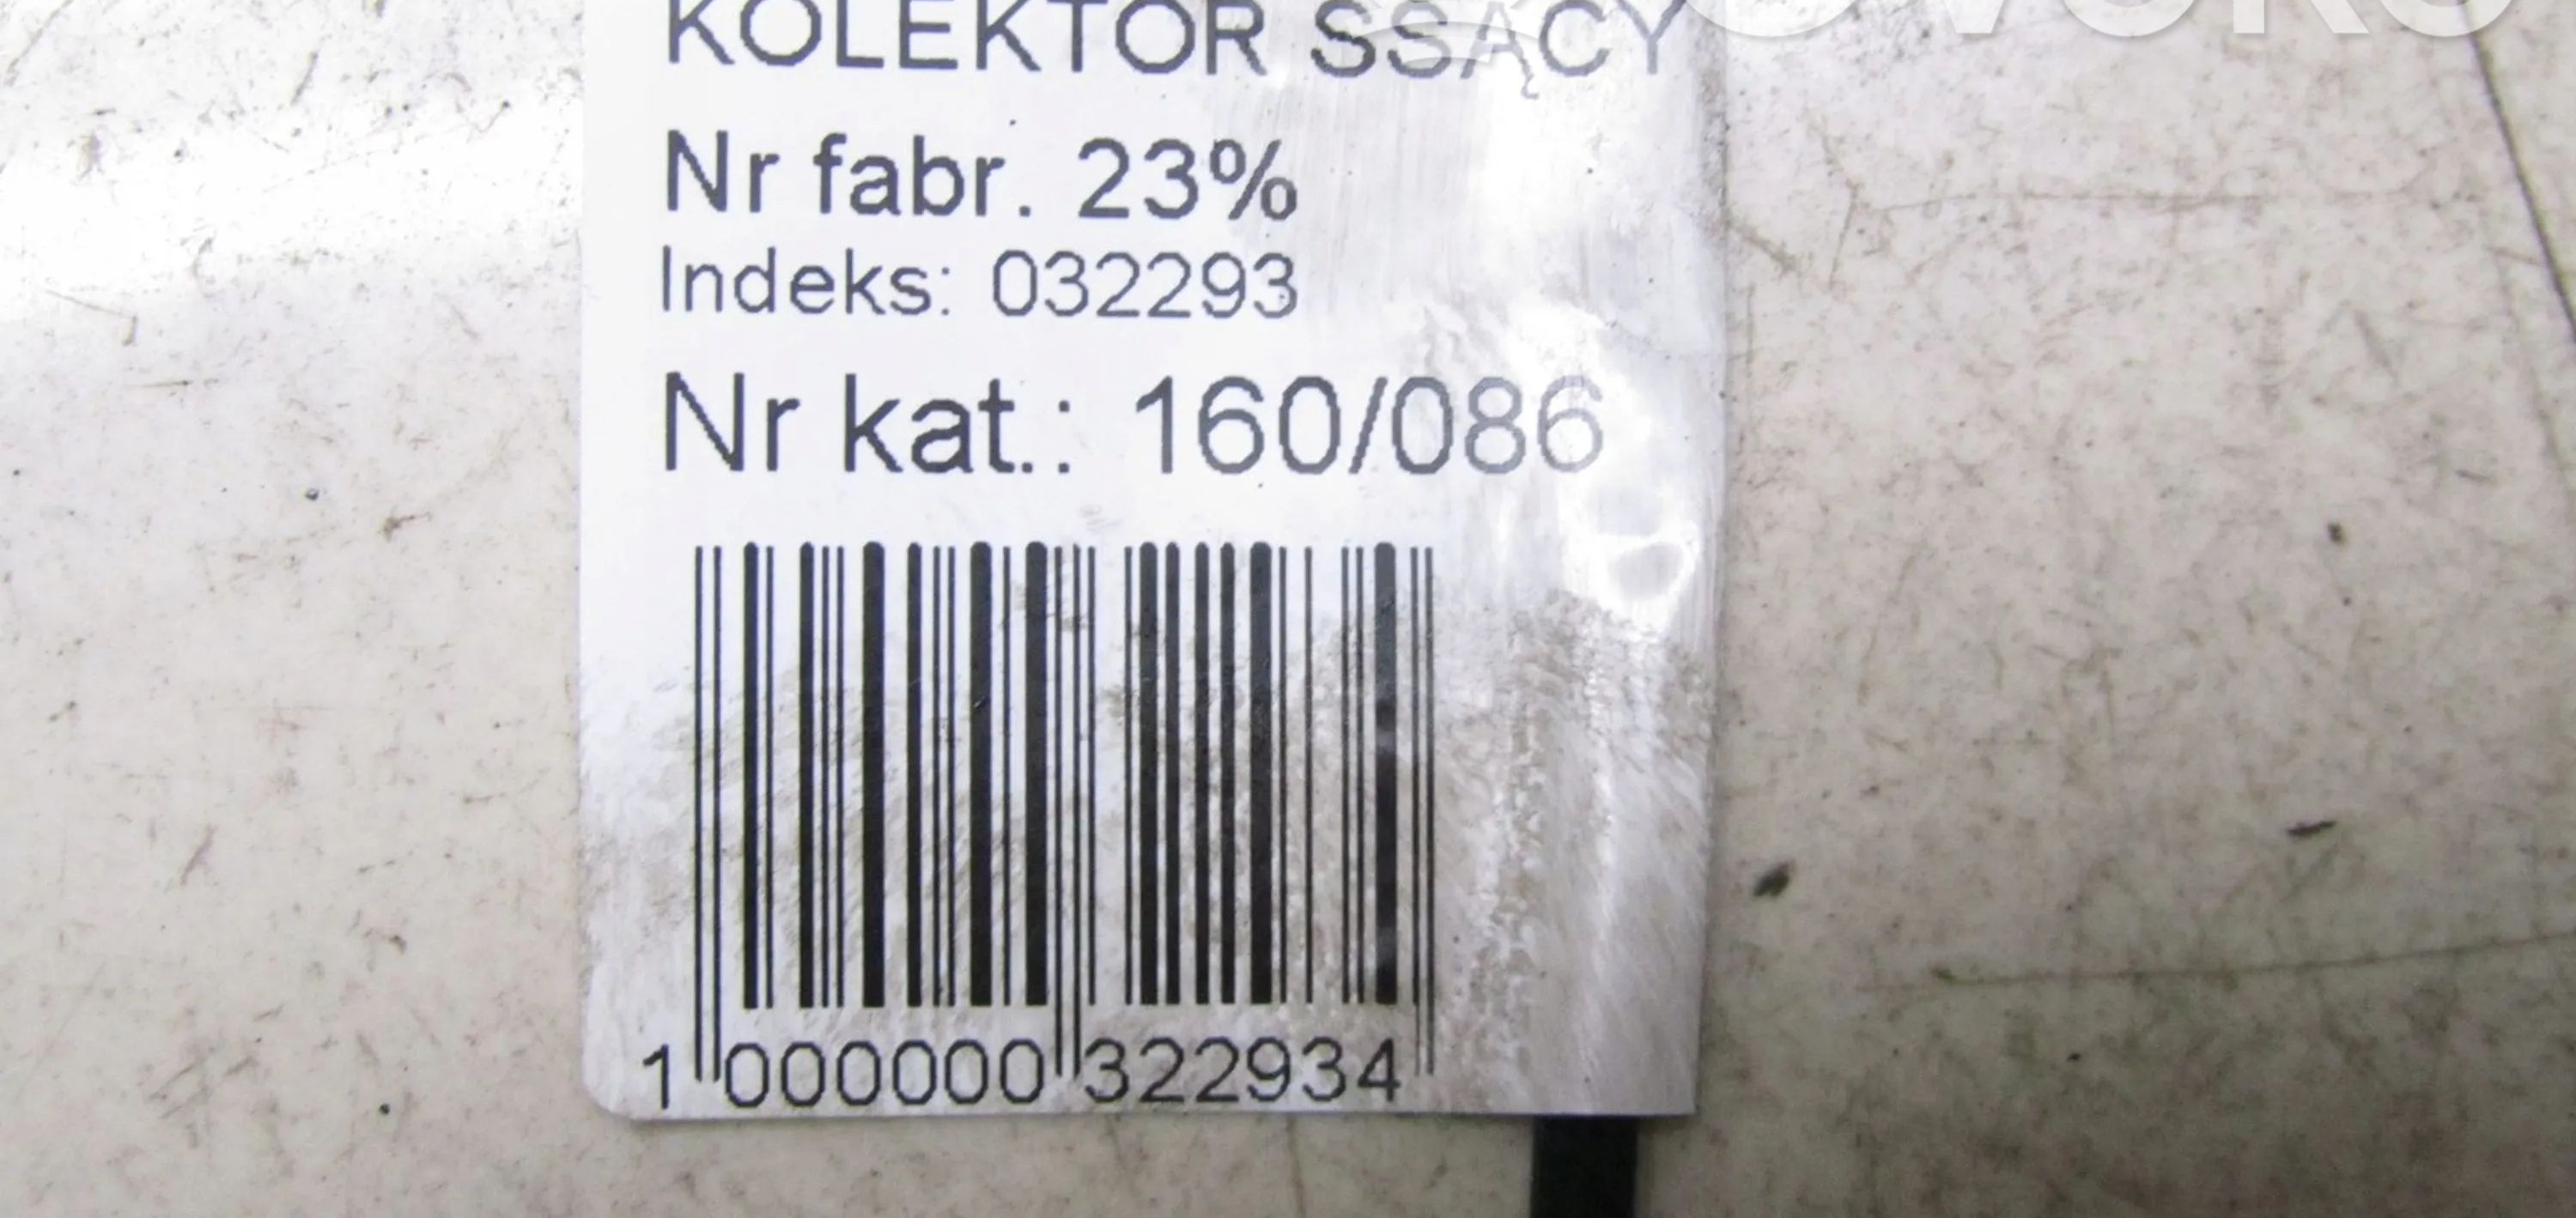 KOLEKTOR SSĄCY
Nr fabr. 23%
Indeks: 032293
Nr kat.: 160/086
1 000000 322934